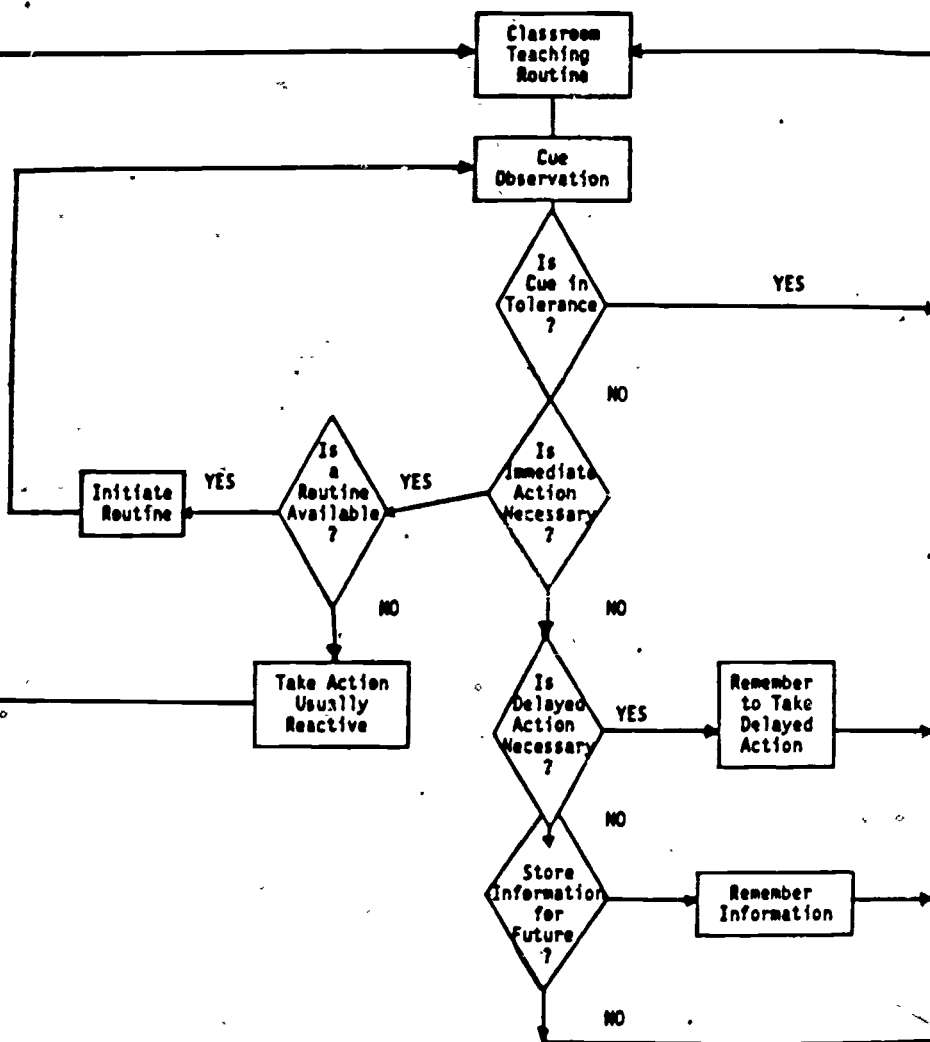 Classroom
Teaching
Routine
Cue
Observation
Is
Cue in
Tolerance
?
YES
NO
Is
Immediate
Action
Necessary
?
YES
Is
a
Routine
Available
?
YES
Initiate
Routine
NO
Take Action
Usually
Reactive
NO
Is
Delayed
Action
Necessary
?
YES
Remember
to Take
Delayed
Action
NO
Store
Information
for
Future
?
Remember
Information
NO